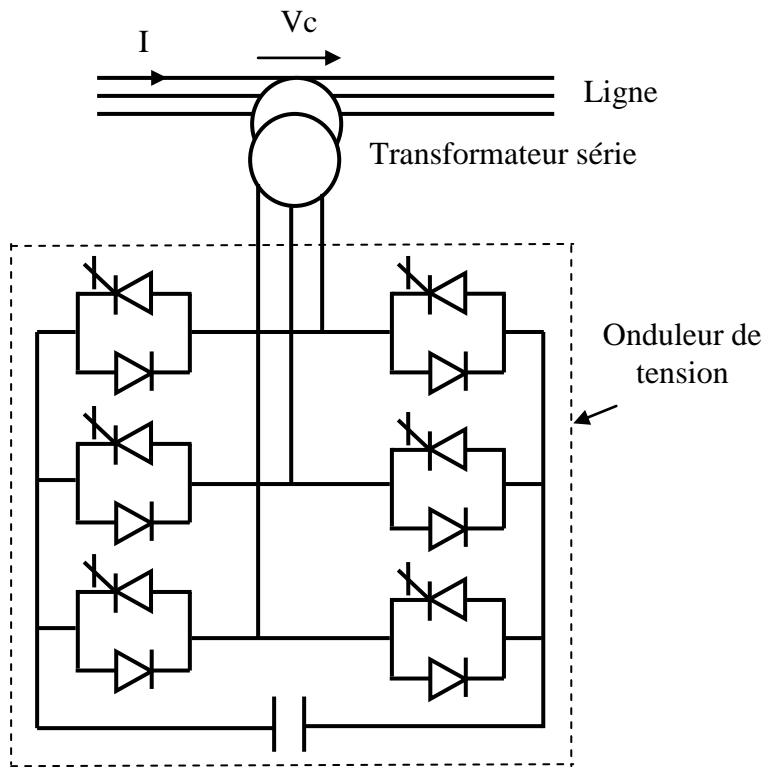 Vc
I
Ligne
Transformateur série
Onduleur de
tension